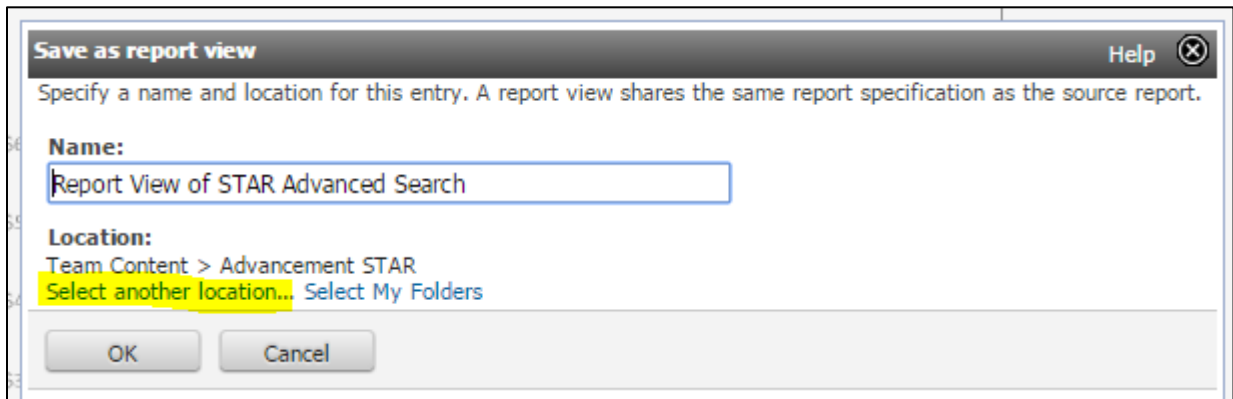 Save as report view Help
Specify a name and location for this entry. A report view shares the same report specification as the source report.
Name:
Report View of STAR Advanced Search
Location:
Team Content > Advancement STAR
Select another location... Select My Folders
OK Cancel